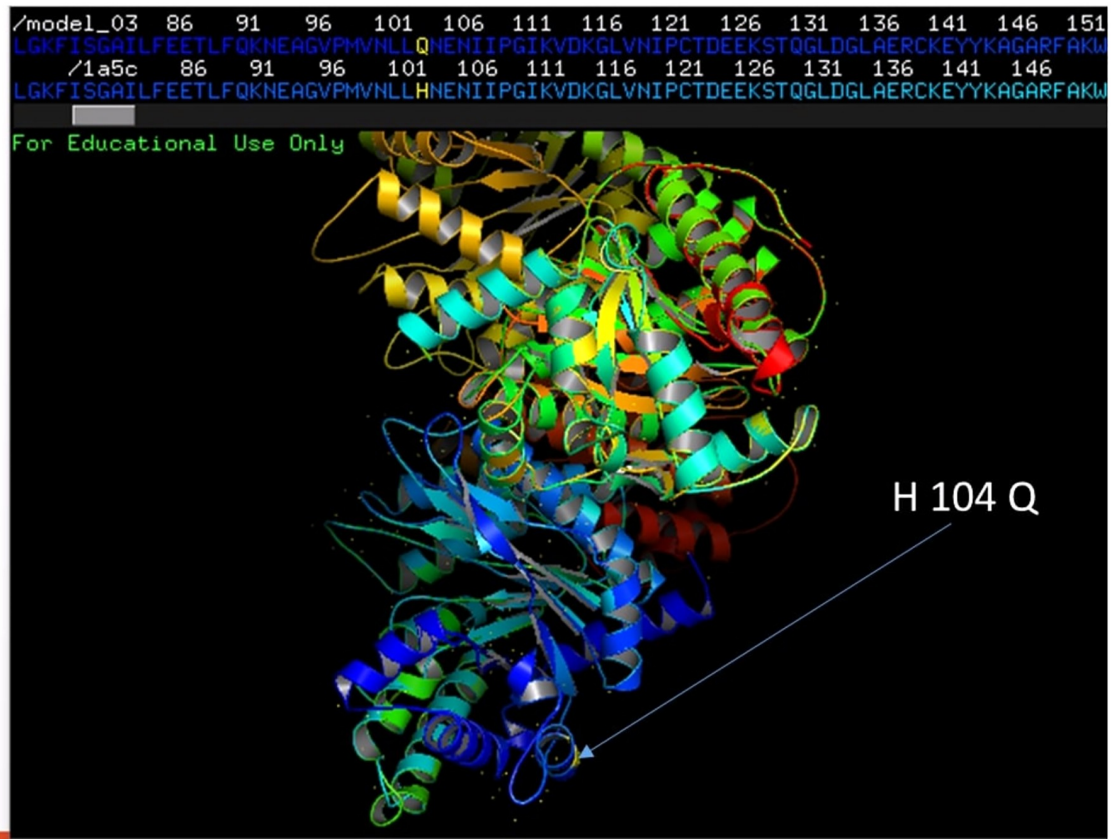 /model_03 86 91 96 101 106 111 116 121 126 131 136 141 146 151
LGKFISGAILFEETLFQKNEAGVPMVNLLQNENIIPGIKVDKGLVNIPCTDEEKSTQGLDGLAERCKEYYKAGARFAKW
/1a5c 86 91 96 101 106 111 116 121 126 131 136 141 146
LGKFISGAILFEETLFQKNEAGVPMVNLLHNENIIPGIKVDKGLVNIPCTDEEKSTQGLDGLAERCKEYYKAGARFAKW
For Educational Use Only
H 104 Q